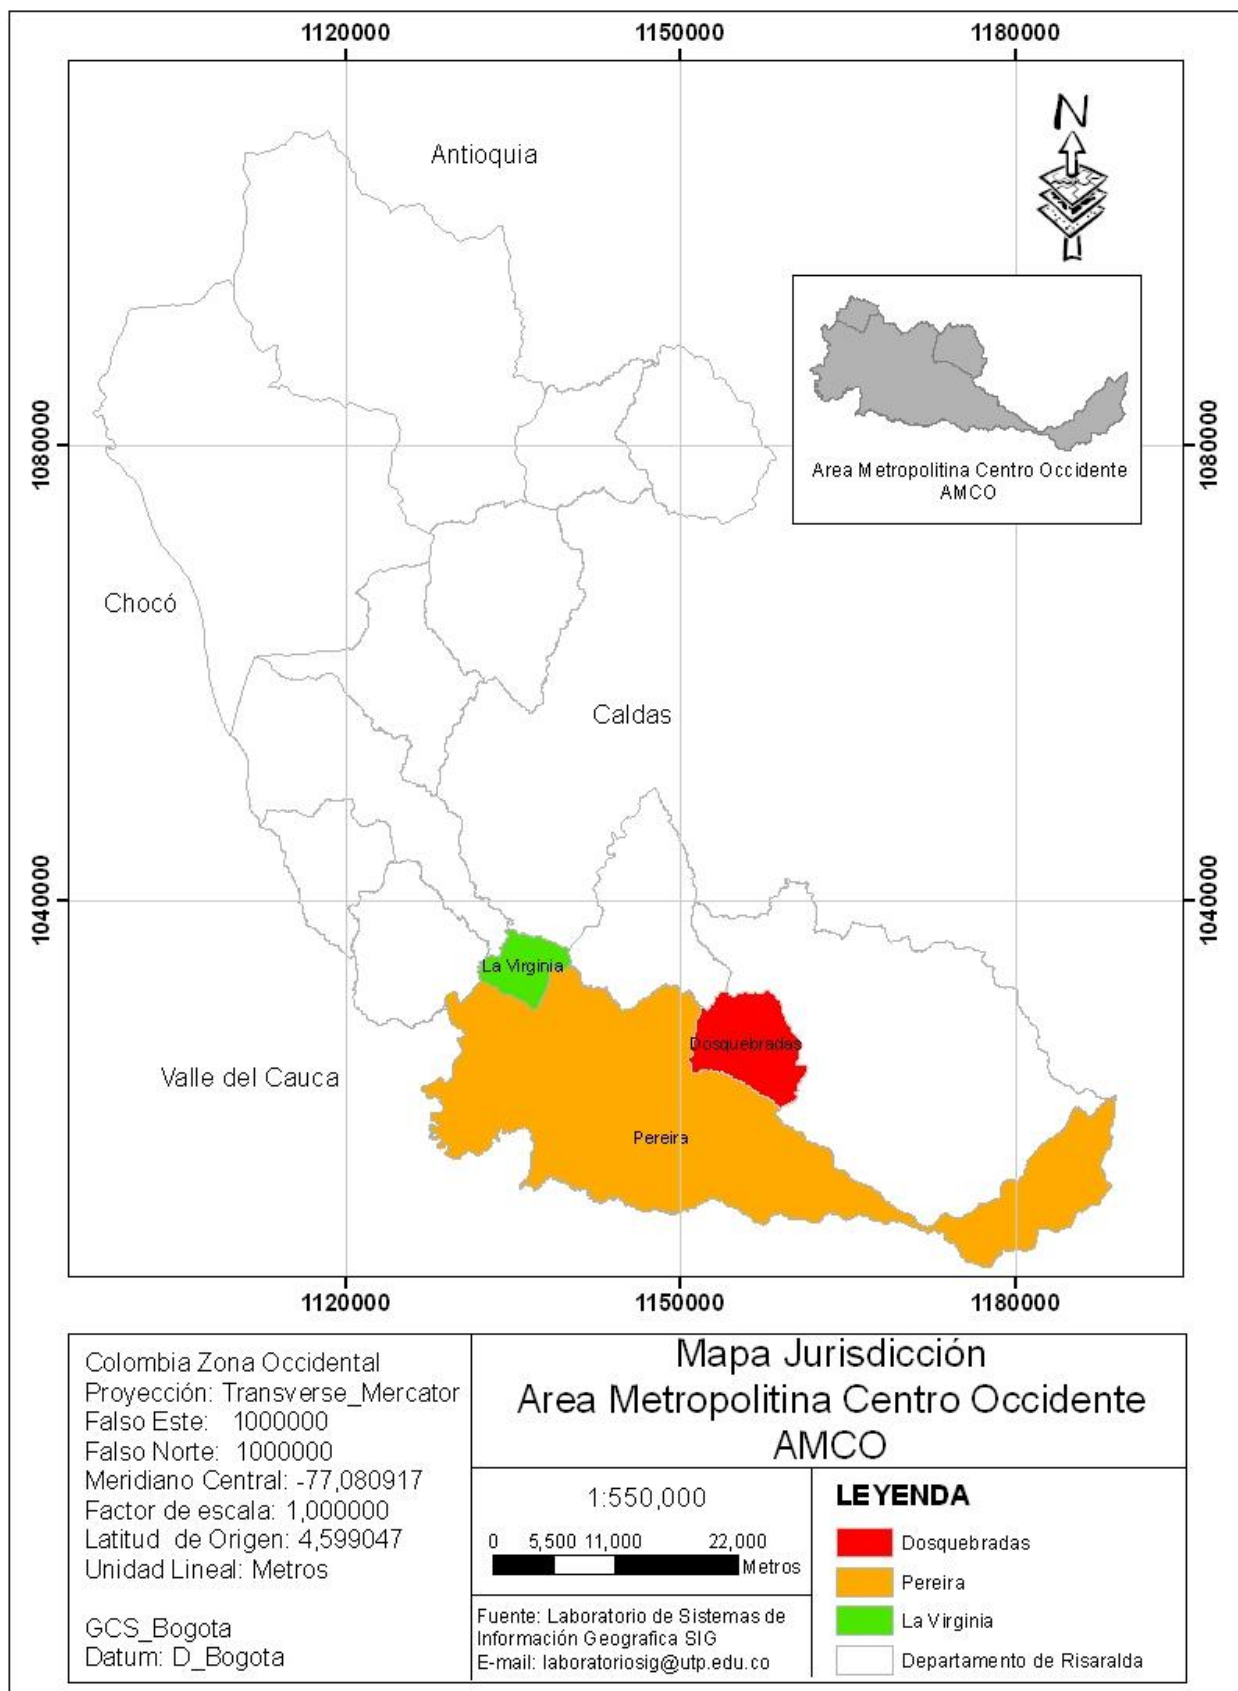 1120000
1150000
1180000
Antioquia
N
1080000
1080000
Area Metropolitina Centro Occidente
AMCO
Chocó
Caldas
1040000
1040000
La Virginia
Dosquebradas
Valle del Cauca
Pereira
1120000
1150000
1180000
Colombia Zona Occidental
Proyección: Transverse_Mercator
Falso Este: 1000000
Falso Norte: 1000000
Meridiano Central: -77,080917
Factor de escala: 1,000000
Latitud de Origen: 4,599047
Unidad Lineal: Metros
GCS_Bogota
Datum: D_Bogota
Mapa Jurisdicción
Area Metropolitina Centro Occidente
AMCO
1:550,000
0 5,500 11,000 22,000
Metros
Fuente: Laboratorio de Sistemas de
Información Geografica SIG
E-mail: laboratoriosig@utp.edu.co
LEYENDA
Dosquebradas
Pereira
La Virginia
Departamento de Risaralda